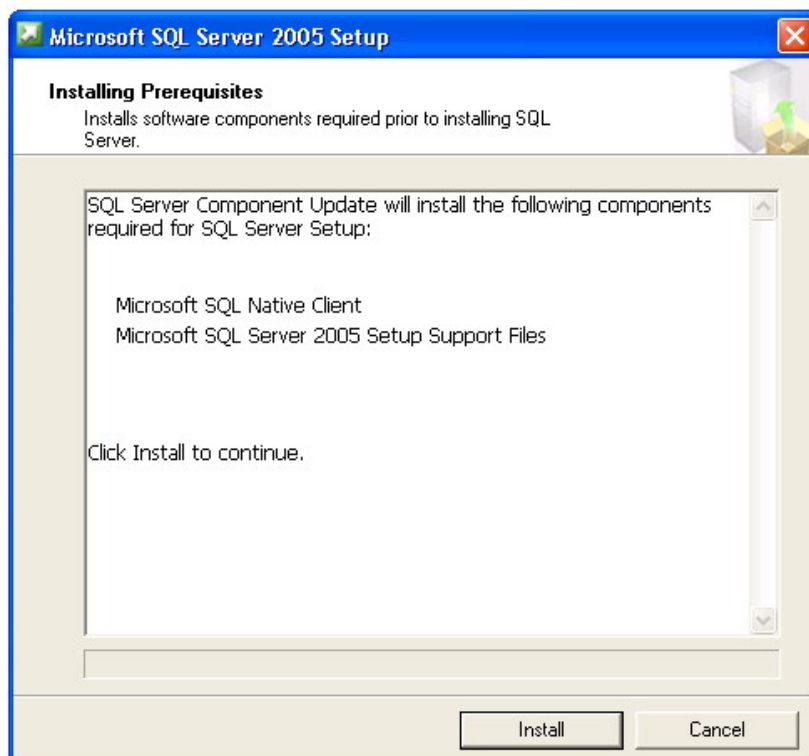 Microsoft SQL Server 2005 Setup
Installing Prerequisites
Installs software components required prior to installing SQL
Server.
SQL Server Component Update will install the following components
required for SQL Server Setup:
Microsoft SQL Native Client
Microsoft SQL Server 2005 Setup Support Files
Click Install to continue.
Install
Cancel